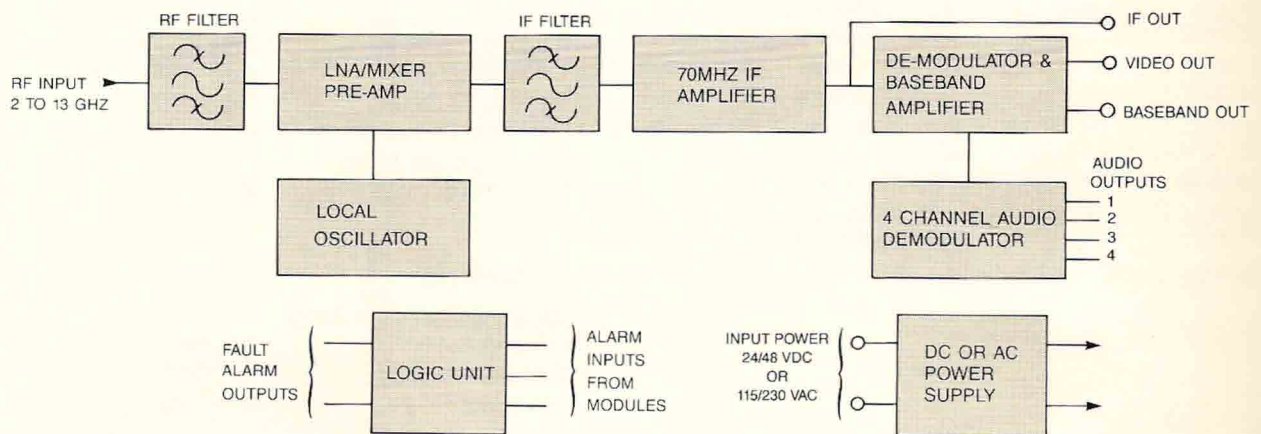 RF FILTER
IF FILTER
IF OUT
RF INPUT
2 TO 13 GHZ
LNA/MIXER
PRE-AMP
70MHZ IF
AMPLIFIER
DE-MODULATOR &
BASEBAND
AMPLIFIER
VIDEO OUT
BASEBAND OUT
LOCAL
OSCILLATOR
4 CHANNEL AUDIO
DEMODULATOR
AUDIO
OUTPUTS
1
2
3
4
FAULT
ALARM
OUTPUTS
LOGIC UNIT
ALARM
INPUTS
FROM
MODULES
INPUT POWER
24/48 VDC
OR
115/230 VAC
DC OR AC
POWER
SUPPLY